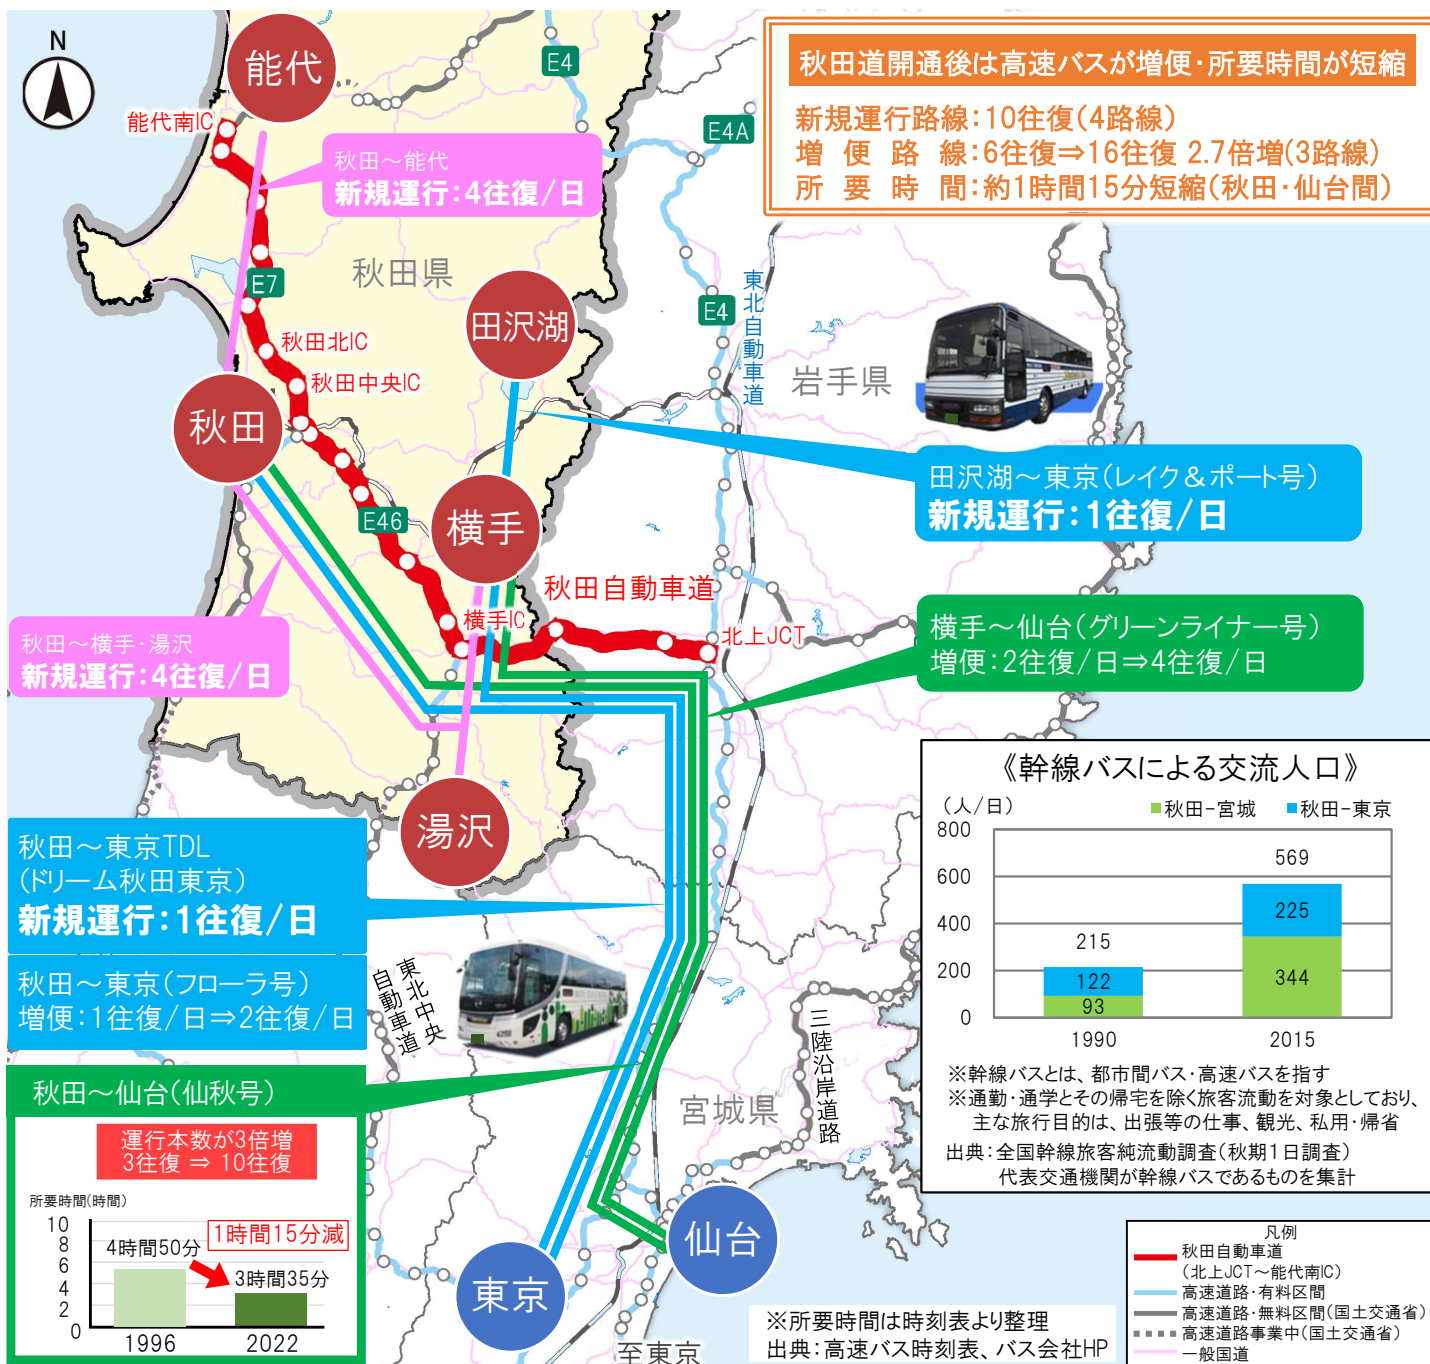 秋田道開通後は高速バスが増便・所要時間が短縮
新規運行路線：10往復（4路線）
増便路線：6往復⇒16往復 2.7倍増（3路線）
所要時間：約1時間15分短縮（秋田・仙台間）
N
能代
能代南IC
E4
E4A
秋田～能代
新規運行：4往復/日
秋田県
E7
田沢湖
E4
東北自動車道
秋田北IC
秋田中央IC
岩手県
秋田
田沢湖～東京（レイク＆ポート号）
新規運行：1往復/日
E46
横手
秋田自動車道
横手IC
北上JCT
秋田～横手・湯沢
新規運行：4往復/日
横手～仙台（グリーンライナー号）
増便：2往復/日⇒4往復/日
湯沢
秋田～東京TDL
（ドリーム秋田東京）
新規運行：1往復/日
秋田～東京（フローラ号）
増便：1往復/日⇒2往復/日
東北中央
自動車道
三陸沿岸道路
宮城県
秋田～仙台（仙秋号）
運行本数が3倍増
3往復 ⇒ 10往復
所要時間（時間）
10
8
6
4
2
0
4時間50分
1時間15分減
3時間35分
1996
2022
仙台
東京
至東京
《幹線バスによる交流人口》
（人/日）
秋田－宮城
秋田－東京
800
600
400
200
0
215
122
93
569
225
344
1990
2015
※幹線バスとは、都市間バス・高速バスを指す
※通勤・通学とその帰宅を除く旅客流動を対象としており、
主な旅行目的は、出張等の仕事、観光、私用・帰省
出典：全国幹線旅客純流動調査（秋期1日調査）
代表交通機関が幹線バスであるものを集計
※所要時間は時刻表より整理
出典：高速バス時刻表、バス会社HP
凡例
秋田自動車道
（北上JCT～能代南IC）
高速道路・有料区間
高速道路・無料区間（国土交通省）
高速道路事業中（国土交通省）
一般国道